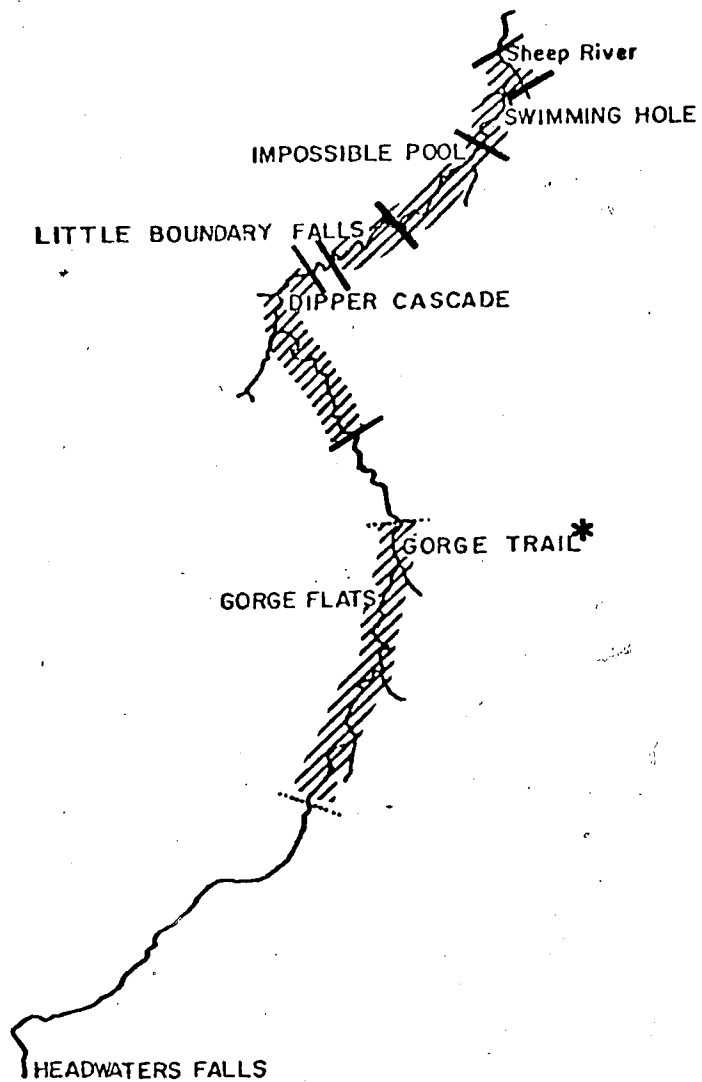 Sheep River
SWIMMING HOLE
IMPOSSIBLE POOL
LITTLE BOUNDARY FALLS
DIPPER CASCADE
GORGE TRAIL*
GORGE FLATS
HEADWATERS FALLS